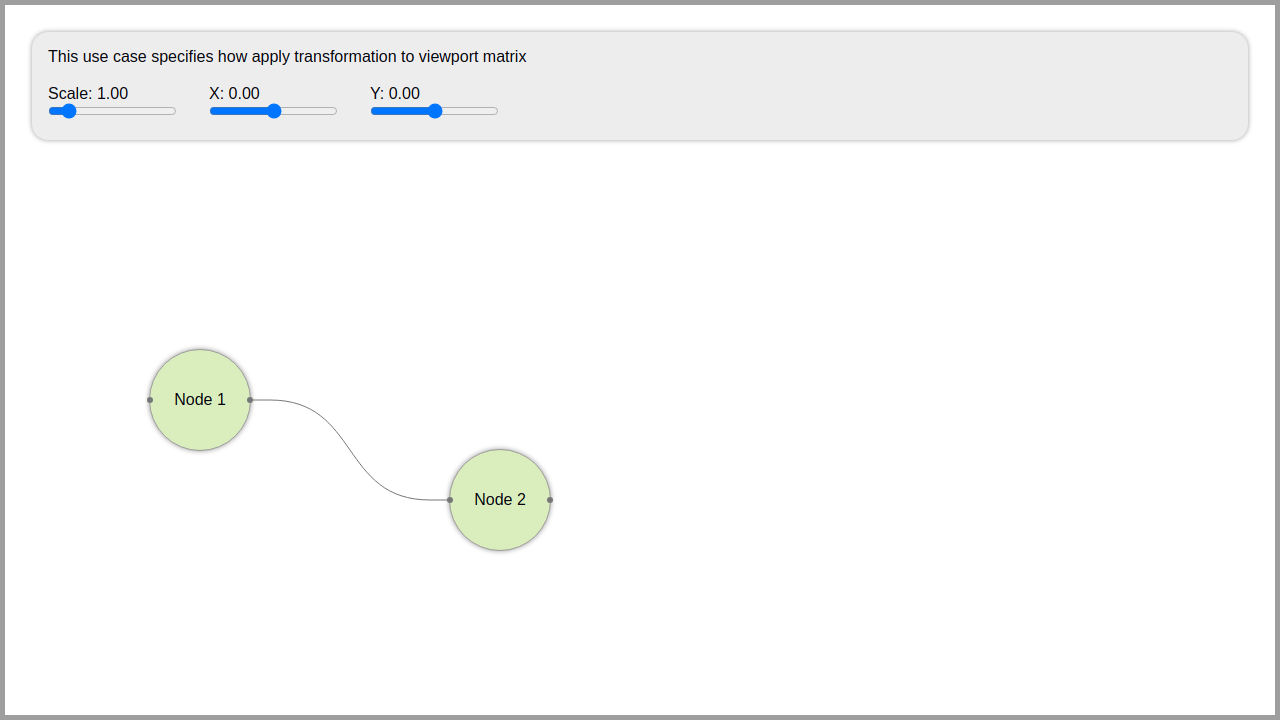 This use case specifies how apply transformation to viewport matrix
Scale: 1.00 X: 0.00 Y: 0.00
Node 1
Node 2